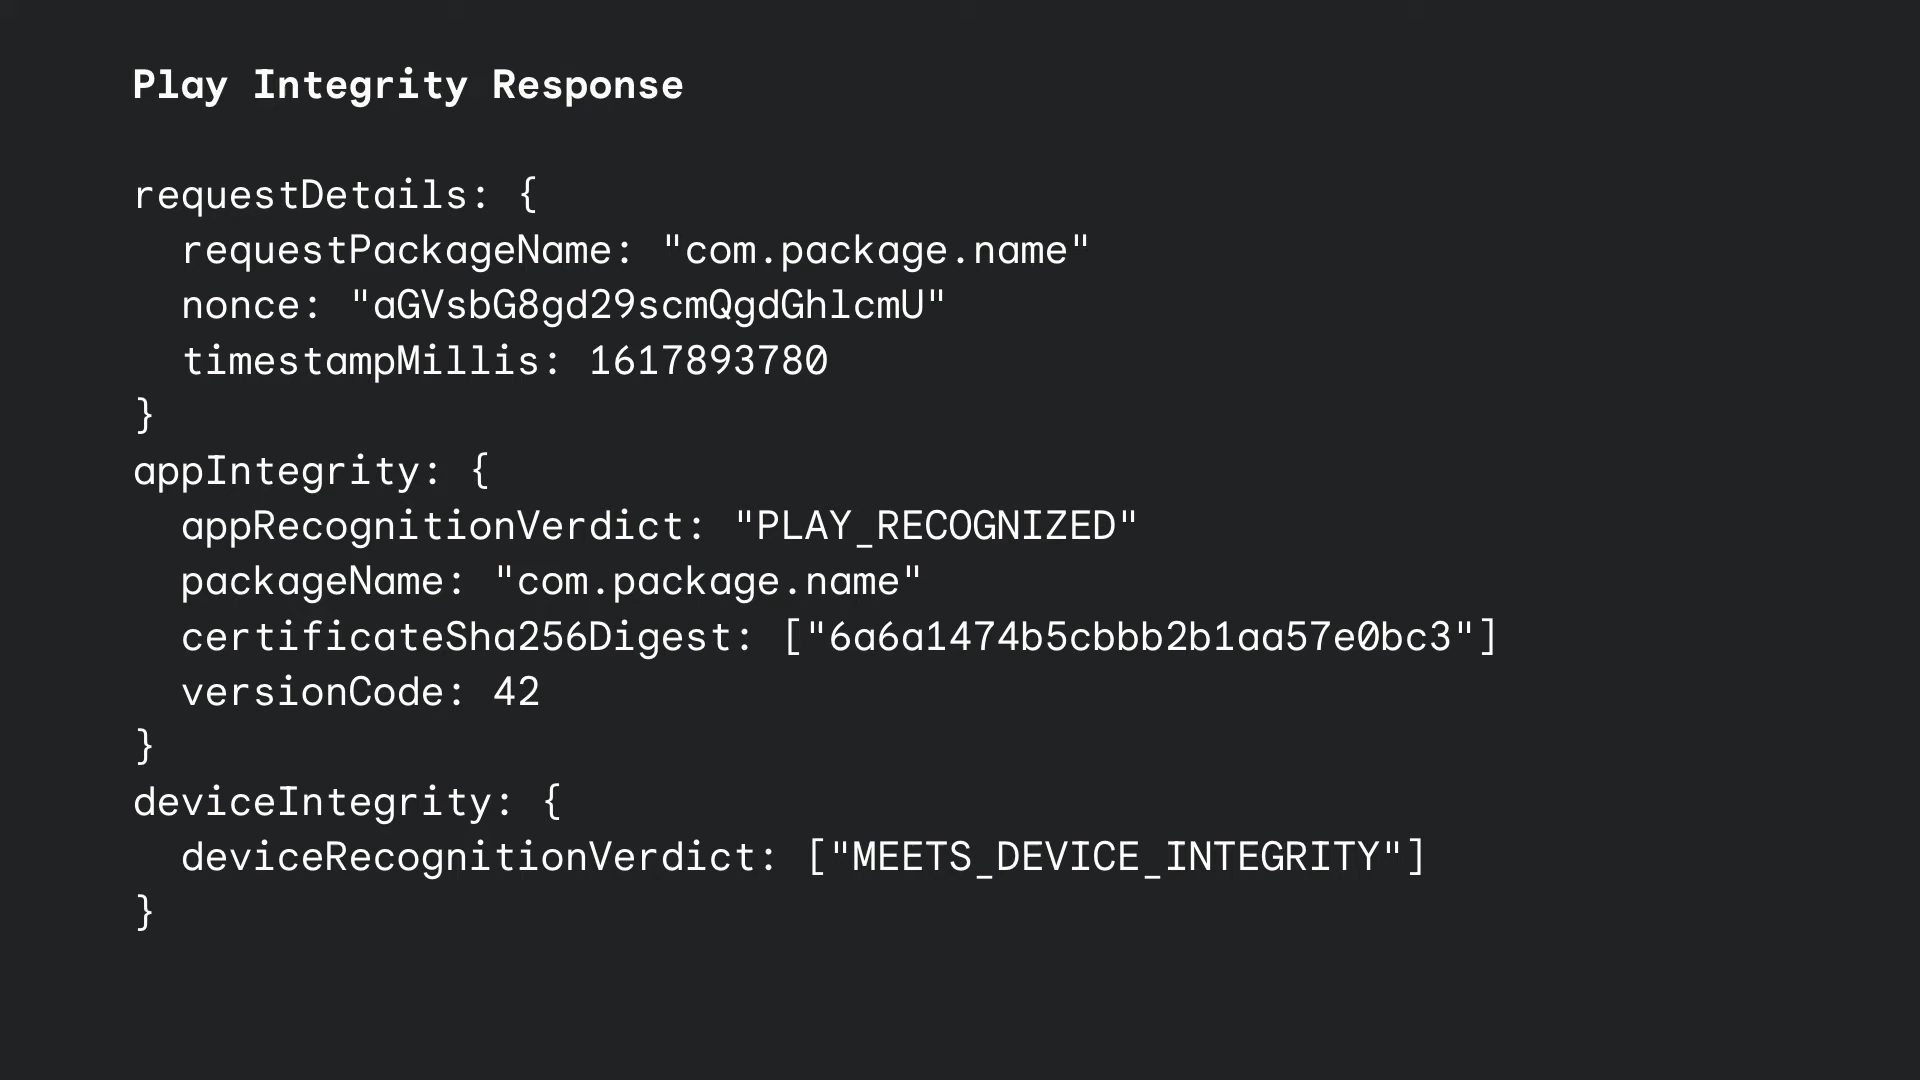 Play Integrity Response
requestDetails: {
  requestPackageName: "com.package.name"
  nonce: "aGVsbG8gd29scmQgdGhlcmU"
  timestampMillis: 1617893780
}
appIntegrity: {
  appRecognitionVerdict: "PLAY_RECOGNIZED"
  packageName: "com.package.name"
  certificateSha256Digest: ["6a6a1474b5cbbb2b1aa57e0bc3"]
  versionCode: 42
}
deviceIntegrity: {
  deviceRecognitionVerdict: ["MEETS_DEVICE_INTEGRITY"]
}